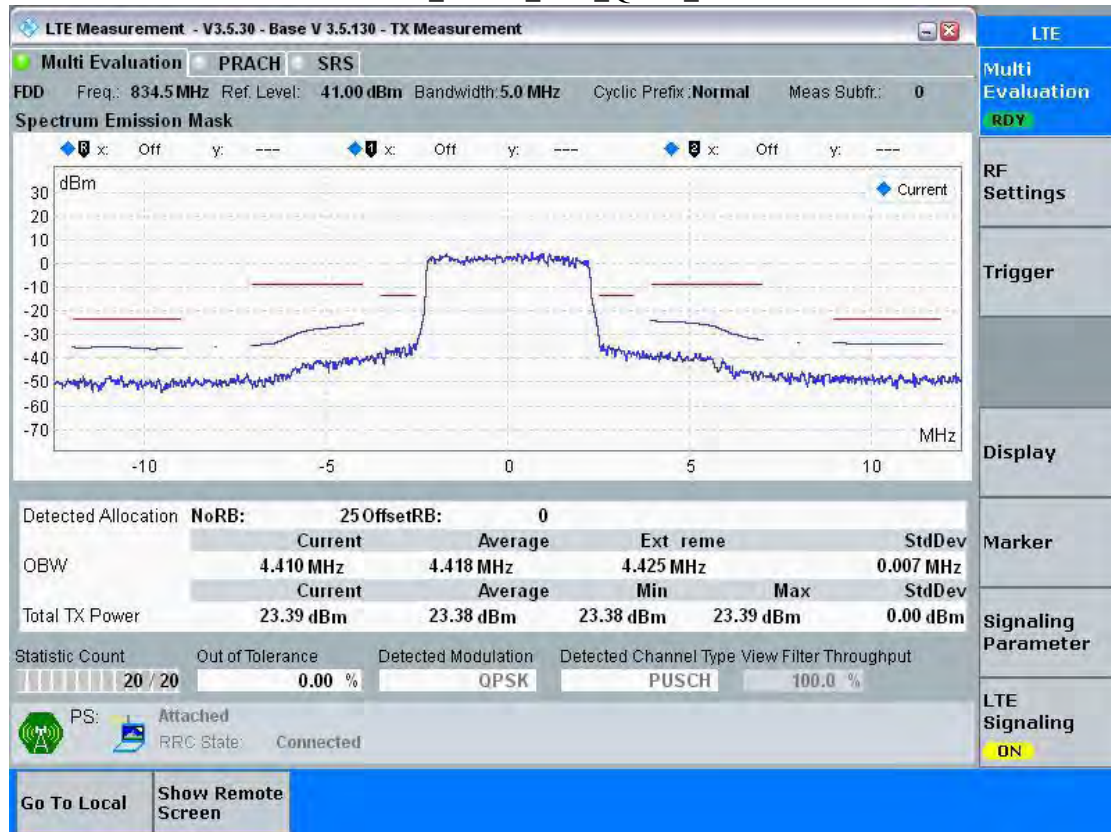 LTE Measurement - V3.5.30 - Base V 3.5.130 - TX Measurement
LTE
Multi Evaluation PRACH SRS
Multi Evaluation
RDY
FDD Freq.: 834.5 MHz Ref. Level: 41.00 dBm Bandwidth: 5.0 MHz Cyclic Prefix: Normal Meas Subfr.: 0
Spectrum Emission Mask
R x: Off y: --- 1 x: Off y: --- 2 x: Off y: ---
dBm
Current
30
20
10
0
-10
-20
-30
-40
-50
-60
-70
MHz
-10 -5 0 5 10
RF Settings
Trigger
Display
Marker
Signaling Parameter
LTE Signaling
ON
Detected Allocation NoRB: 25 OffsetRB: 0
Current Average Ext reme StdDev
OBW 4.410 MHz 4.418 MHz 4.425 MHz 0.007 MHz
Current Average Min Max StdDev
Total TX Power 23.39 dBm 23.38 dBm 23.38 dBm 23.39 dBm 0.00 dBm
Statistic Count Out of Tolerance Detected Modulation Detected Channel Type View Filter Throughput
20 / 20 0.00 % QPSK PUSCH 100.0 %
PS: Attached
RRC State: Connected
Go To Local Show Remote Screen